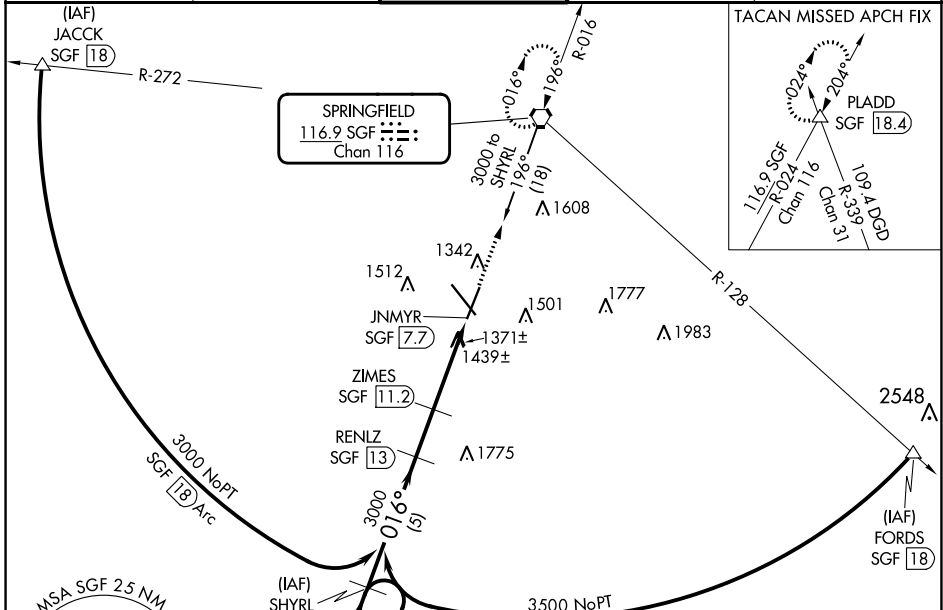 (IAF)
JACCK
SGF 18
R-272
R-016
016°
196°
SPRINGFIELD
116.9 SGF
Chan 116
3000 to
SHYRL
196°
(18)
TACAN MISSED APCH FIX
024°
204°
PLADD
SGF 18.4
116.9 SGF
R-024
Chan 116
109.4 DGD
R-339
Chan 31
1608
1342
1512
R-128
1501
1777
1983
JNMYR
SGF 7.7
1371±
1439±
ZIMES
SGF 11.2
2548
RENLZ
SGF 13
1775
3000 NoPT
SGF 18 Arc
3000
016°
(5)
(IAF)
FORDS
SGF 18
(IAF)
SHYRL
MSA SGF 25 NM
3500 NoPT